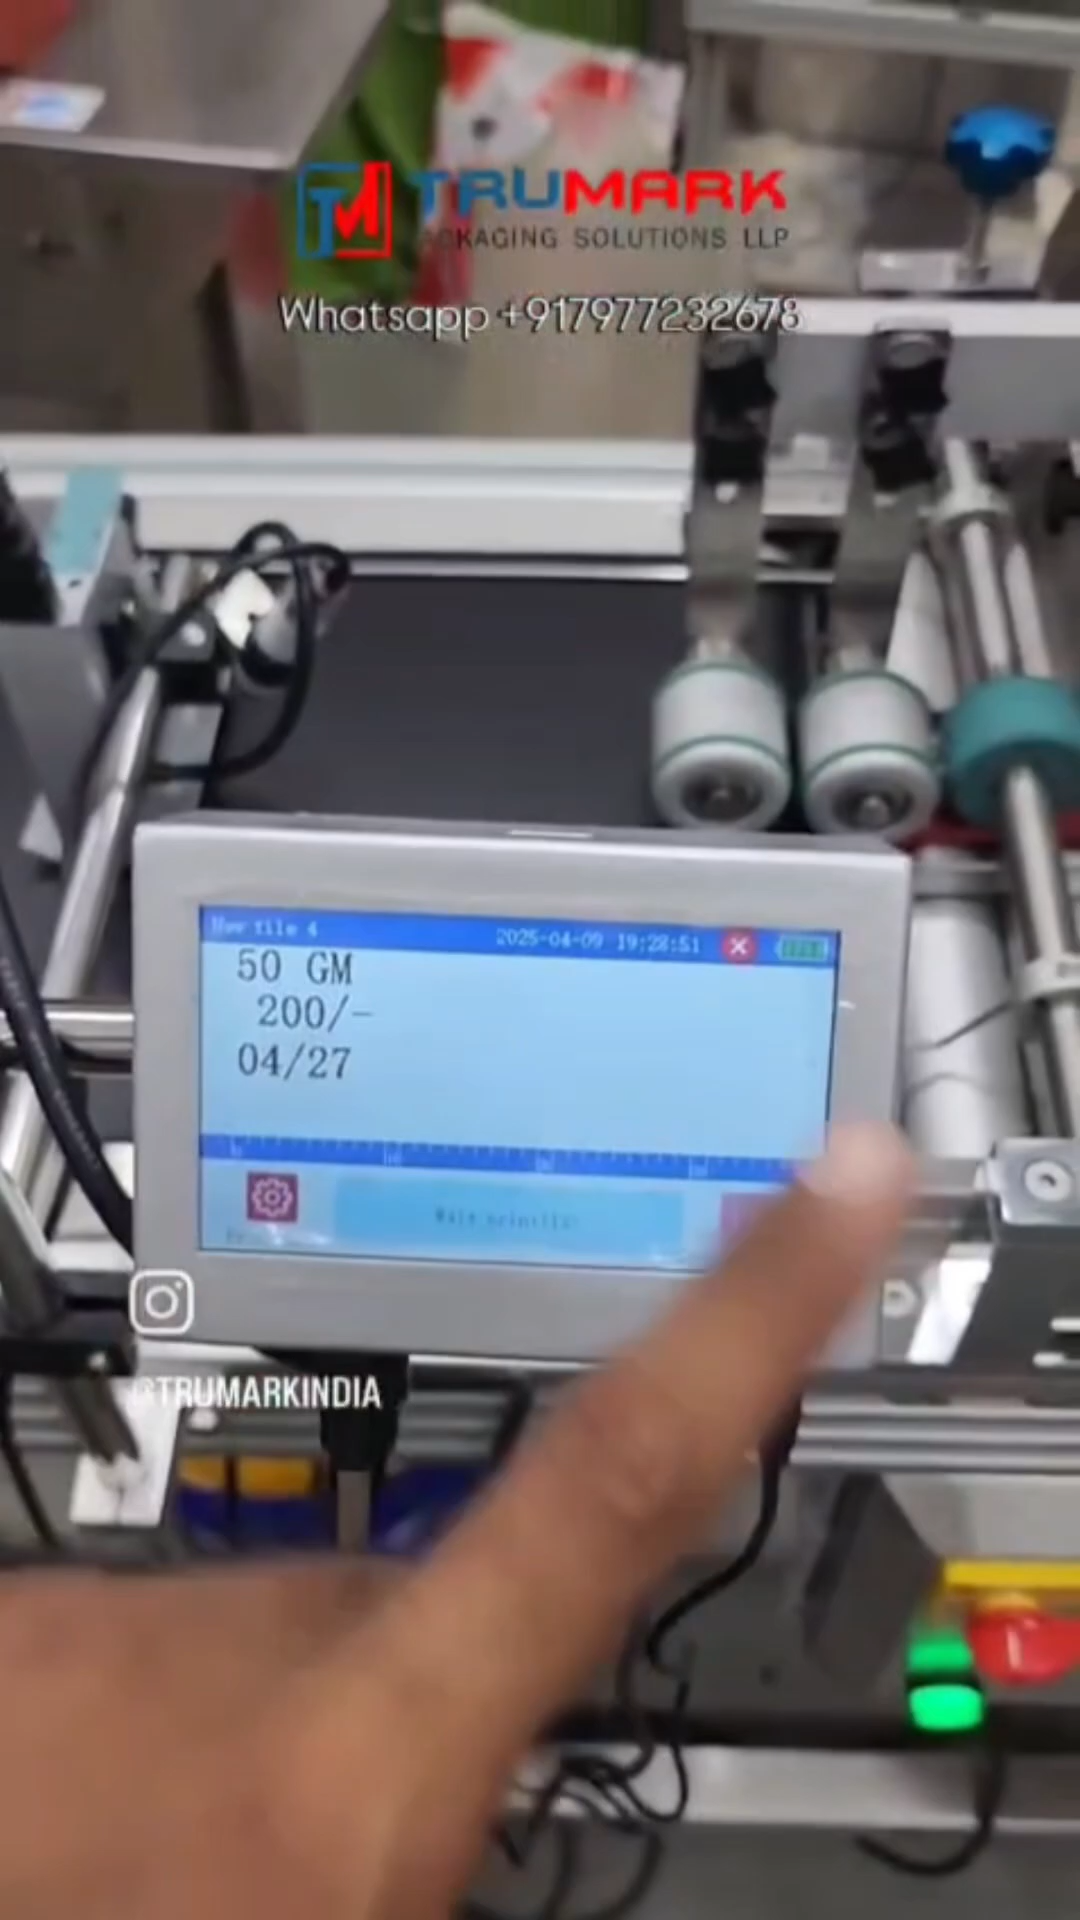 TM TRUMARK
PACKAGING SOLUTIONS LLP
Whatsapp +917977232678
New file 4 2025-04-09 19:28:51
50 GM
200/-
04/27
@TRUMARKINDIA